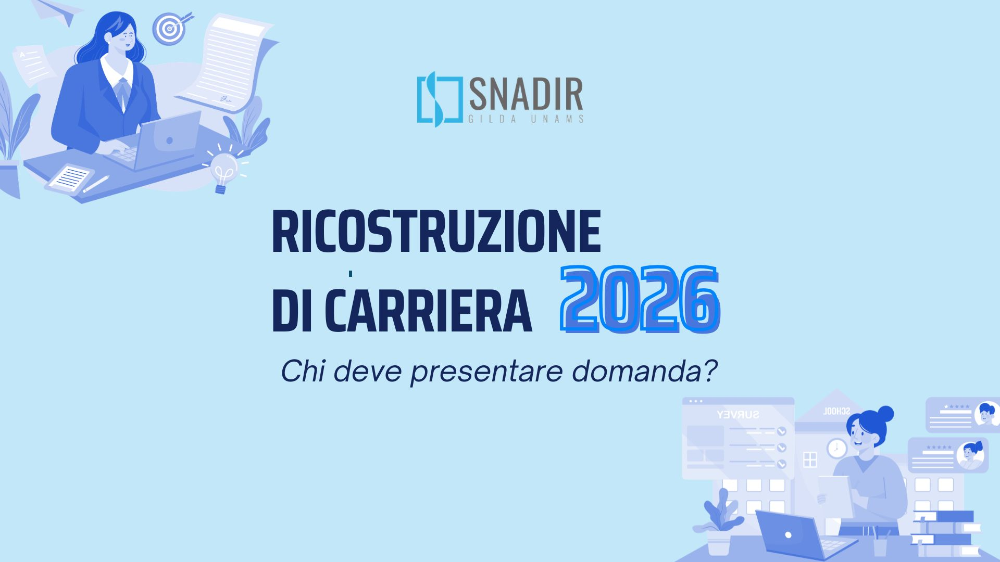 A
SNADIR
GILDA UNAMS
RICOSTRUZIONE
DI CARRIERA 2026
Chi deve presentare domanda?
SURVEY
SCHOOL